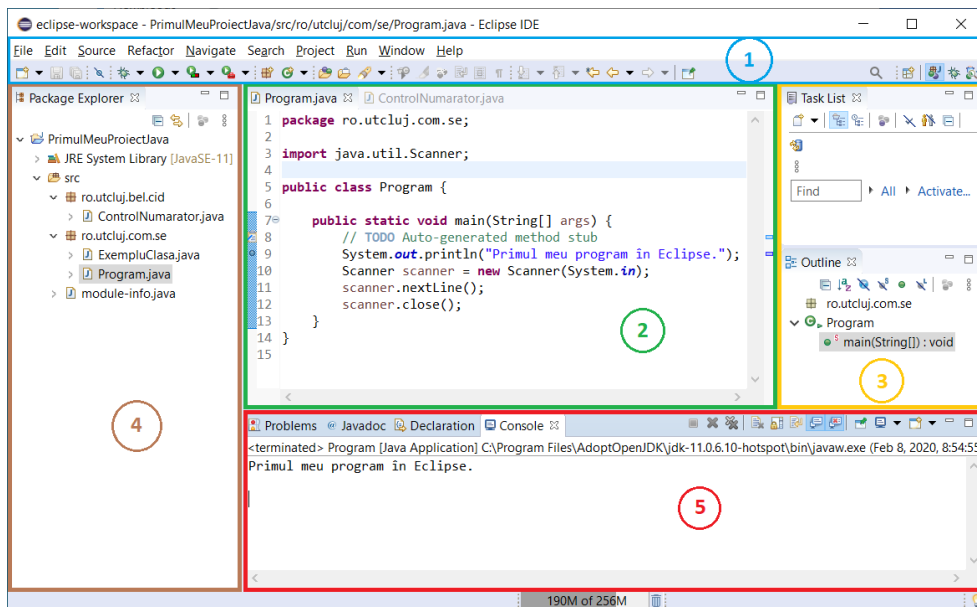 eclipse-workspace - PrimulMeuProiectJava/src/ro/utcluj/com/se/Program.java - Eclipse IDE
File Edit Source Refactor Navigate Search Project Run Window Help
1
Package Explorer
PrimulMeuProiectJava
JRE System Library [JavaSE-11]
src
ro.utcluj.bel.cid
ControlNumarator.java
ro.utcluj.com.se
ExempluClasa.java
Program.java
module-info.java
4
Program.java ControlNumarator.java
1 package ro.utcluj.com.se;
2
3 import java.util.Scanner;
4
5 public class Program {
6
7 public static void main(String[] args) {
8 // TODO Auto-generated method stub
9 System.out.println("Primul meu program în Eclipse.");
10 Scanner scanner = new Scanner(System.in);
11 scanner.nextLine();
12 scanner.close();
13 }
14 }
15
2
Task List
Find All Activate...
Outline
ro.utcluj.com.se
Program
main(String[]) : void
3
Problems Javadoc Declaration Console
<terminated> Program [Java Application] C:\Program Files\AdoptOpenJDK\jdk-11.0.6.10-hotspot\bin\javaw.exe (Feb 8, 2020, 8:54:55
Primul meu program în Eclipse.
5
190M of 256M